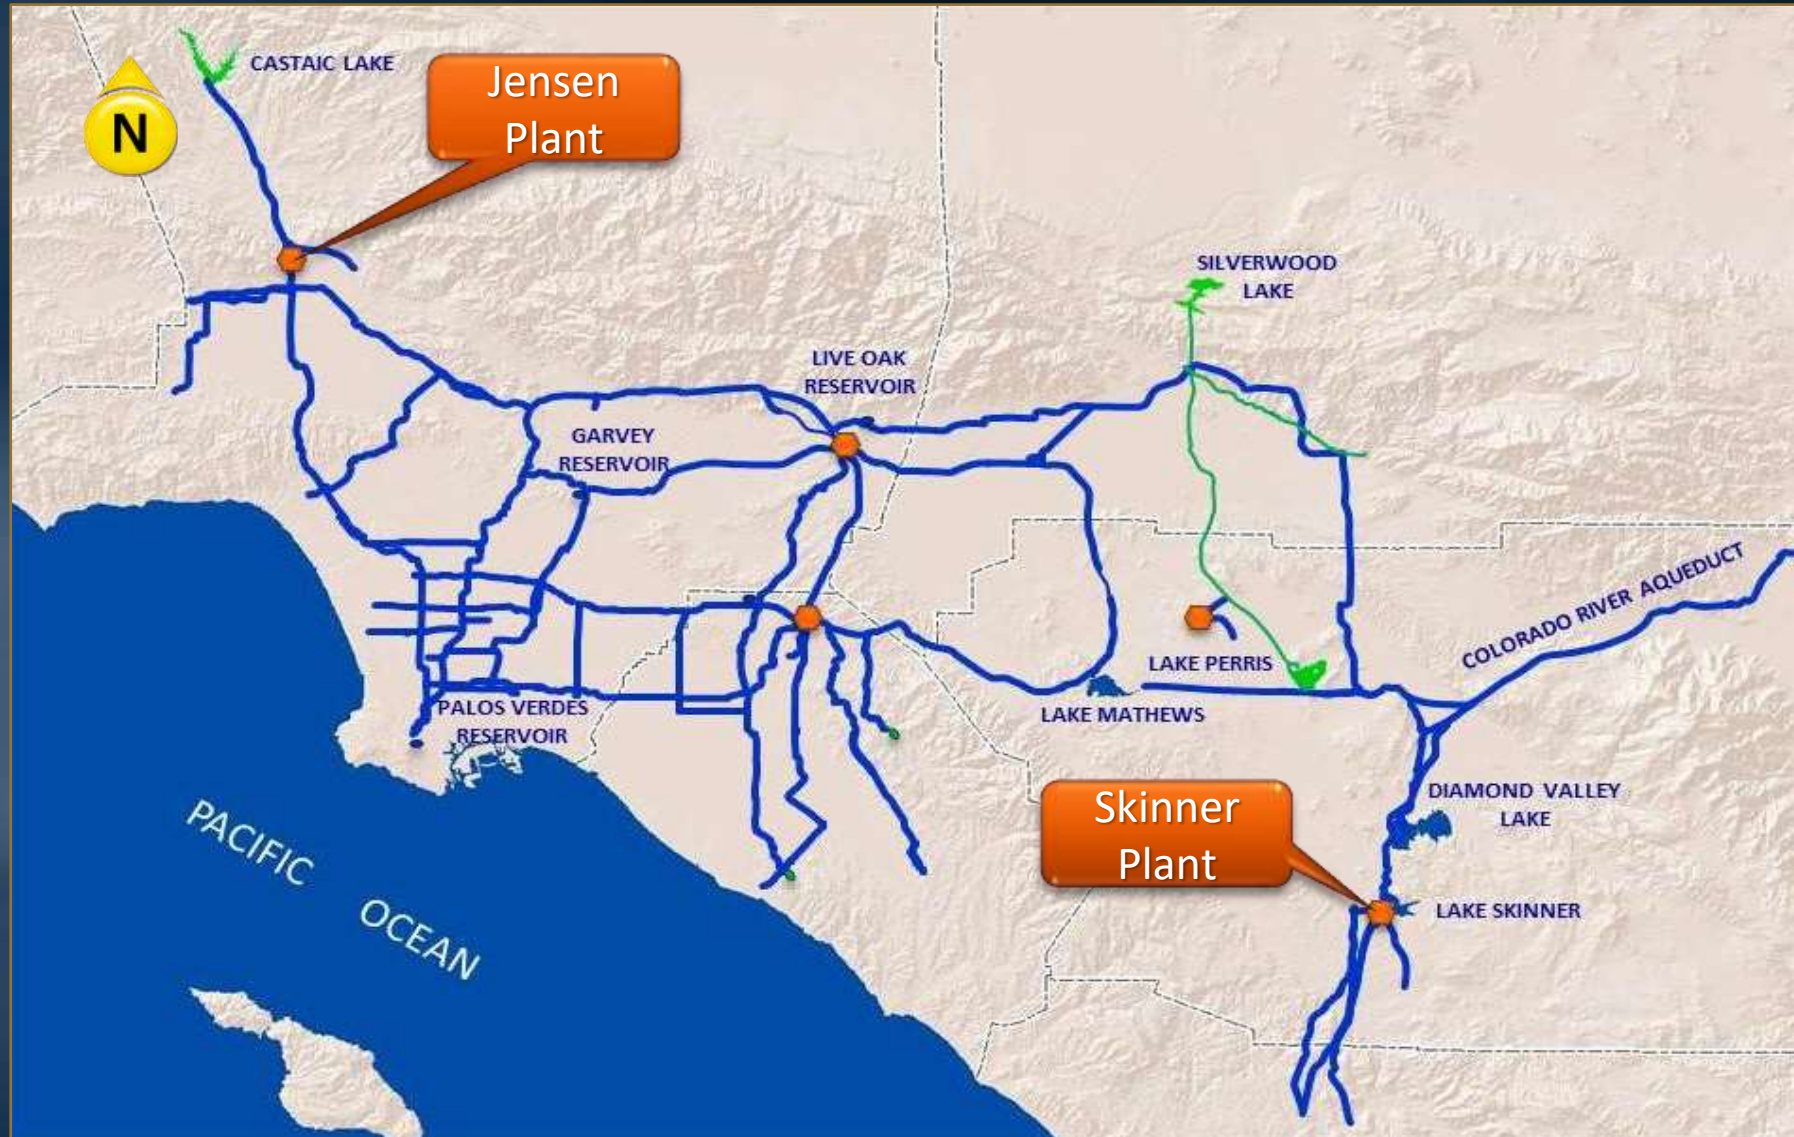 CASTAIC LAKE
Jensen
Plant
N
SILVERWOOD
LAKE
LIVE OAK
RESERVOIR
GARVEY
RESERVOIR
COLORADO RIVER AQUEDUCT
LAKE PERRIS
PALOS VERDES
RESERVOIR
LAKE MATHEWS
DIAMOND VALLEY
LAKE
Skinner
Plant
PACIFIC
OCEAN
LAKE SKINNER